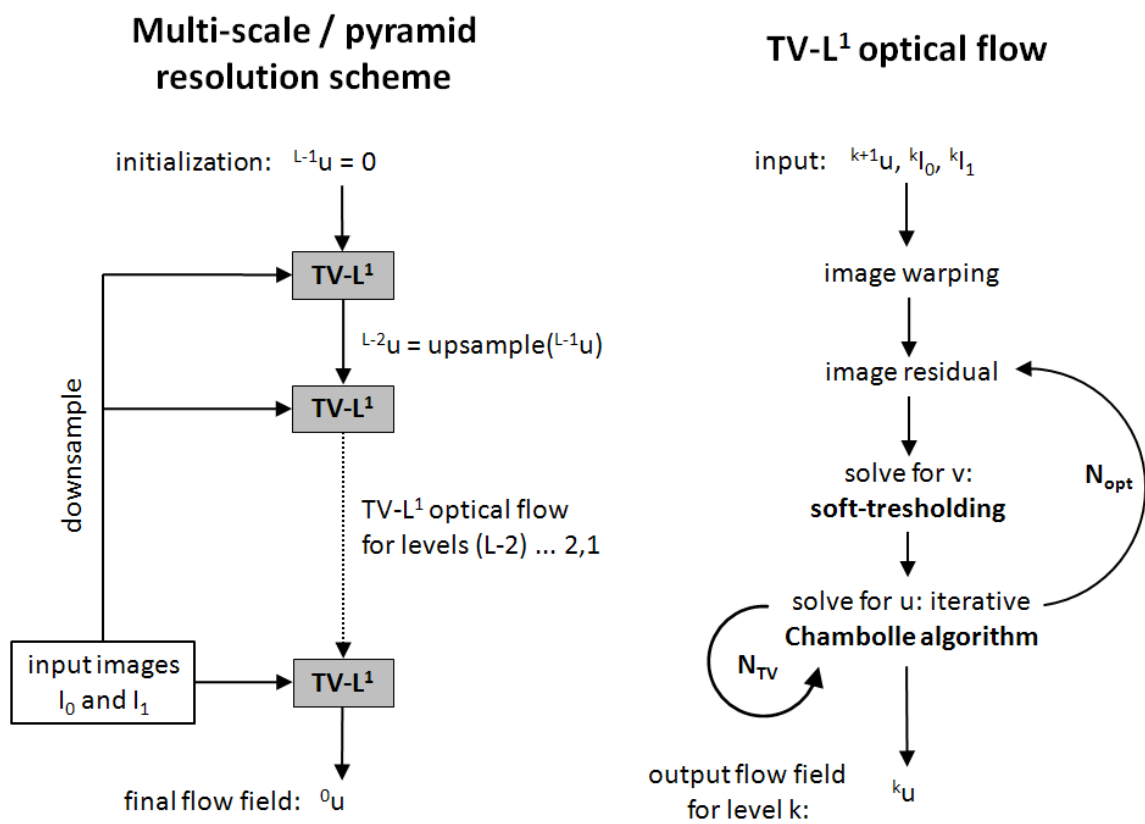 Multi-scale / pyramid
resolution scheme
initialization: ᴸ⁻¹u = 0
TV-L¹
ᴸ⁻²u = upsample(ᴸ⁻¹u)
TV-L¹
downsample
TV-L¹ optical flow
for levels (L-2) ... 2,1
input images
I₀ and I₁
TV-L¹
final flow field: ⁰u
TV-L¹ optical flow
input: ᵏ⁺¹u, ᵏI₀, ᵏI₁
image warping
image residual
solve for v:
soft-tresholding
N_opt
solve for u: iterative
Chambolle algorithm
N_TV
output flow field
for level k: ᵏu